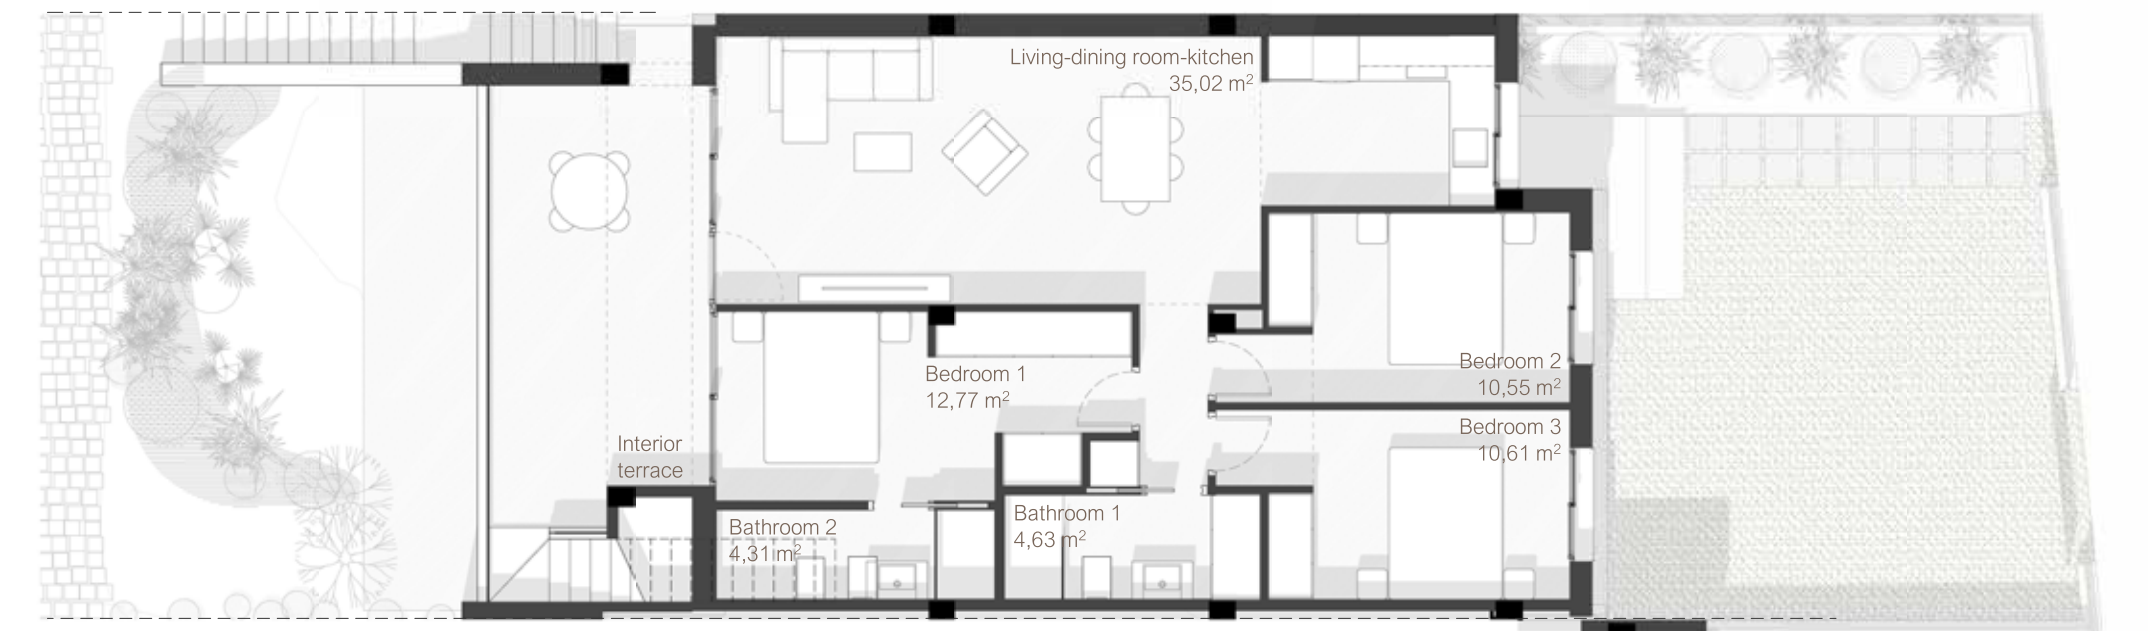 Living-dining room-kitchen
35,02 m²
Bedroom 1
12,77 m²
Bedroom 2
10,55 m²
Bedroom 3
10,61 m²
Interior
terrace
Bathroom 2
4,31 m²
Bathroom 1
4,63 m²